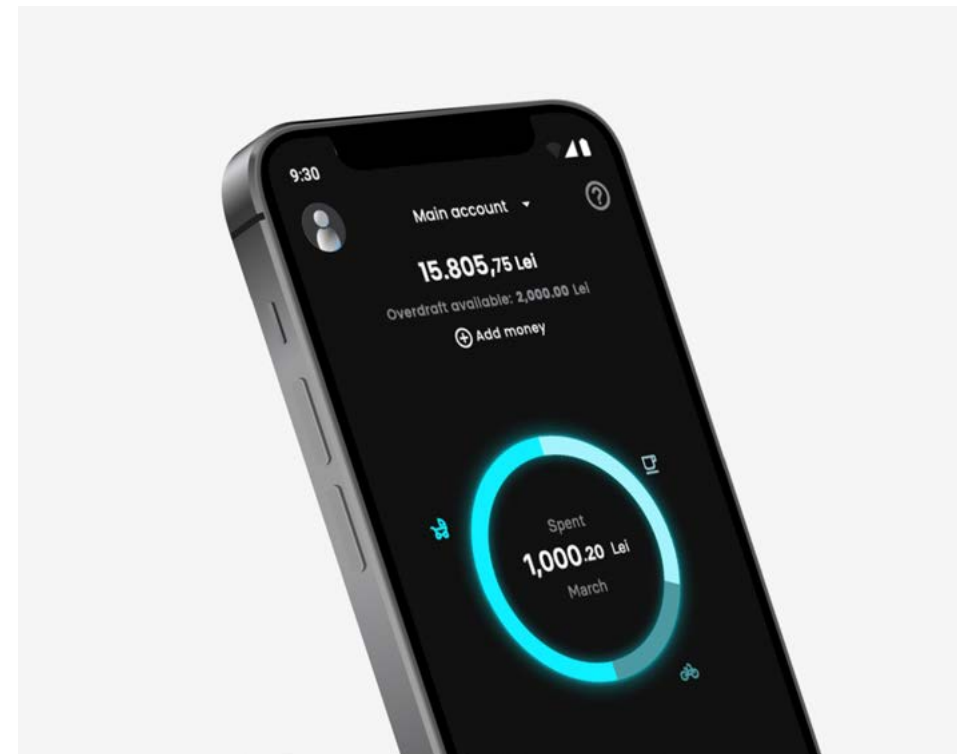 9:30
Main account
15.805,75 Lei
Overdraft available: 2,000.00 Lei
Add money
Spent
1,000.20 Lei
March